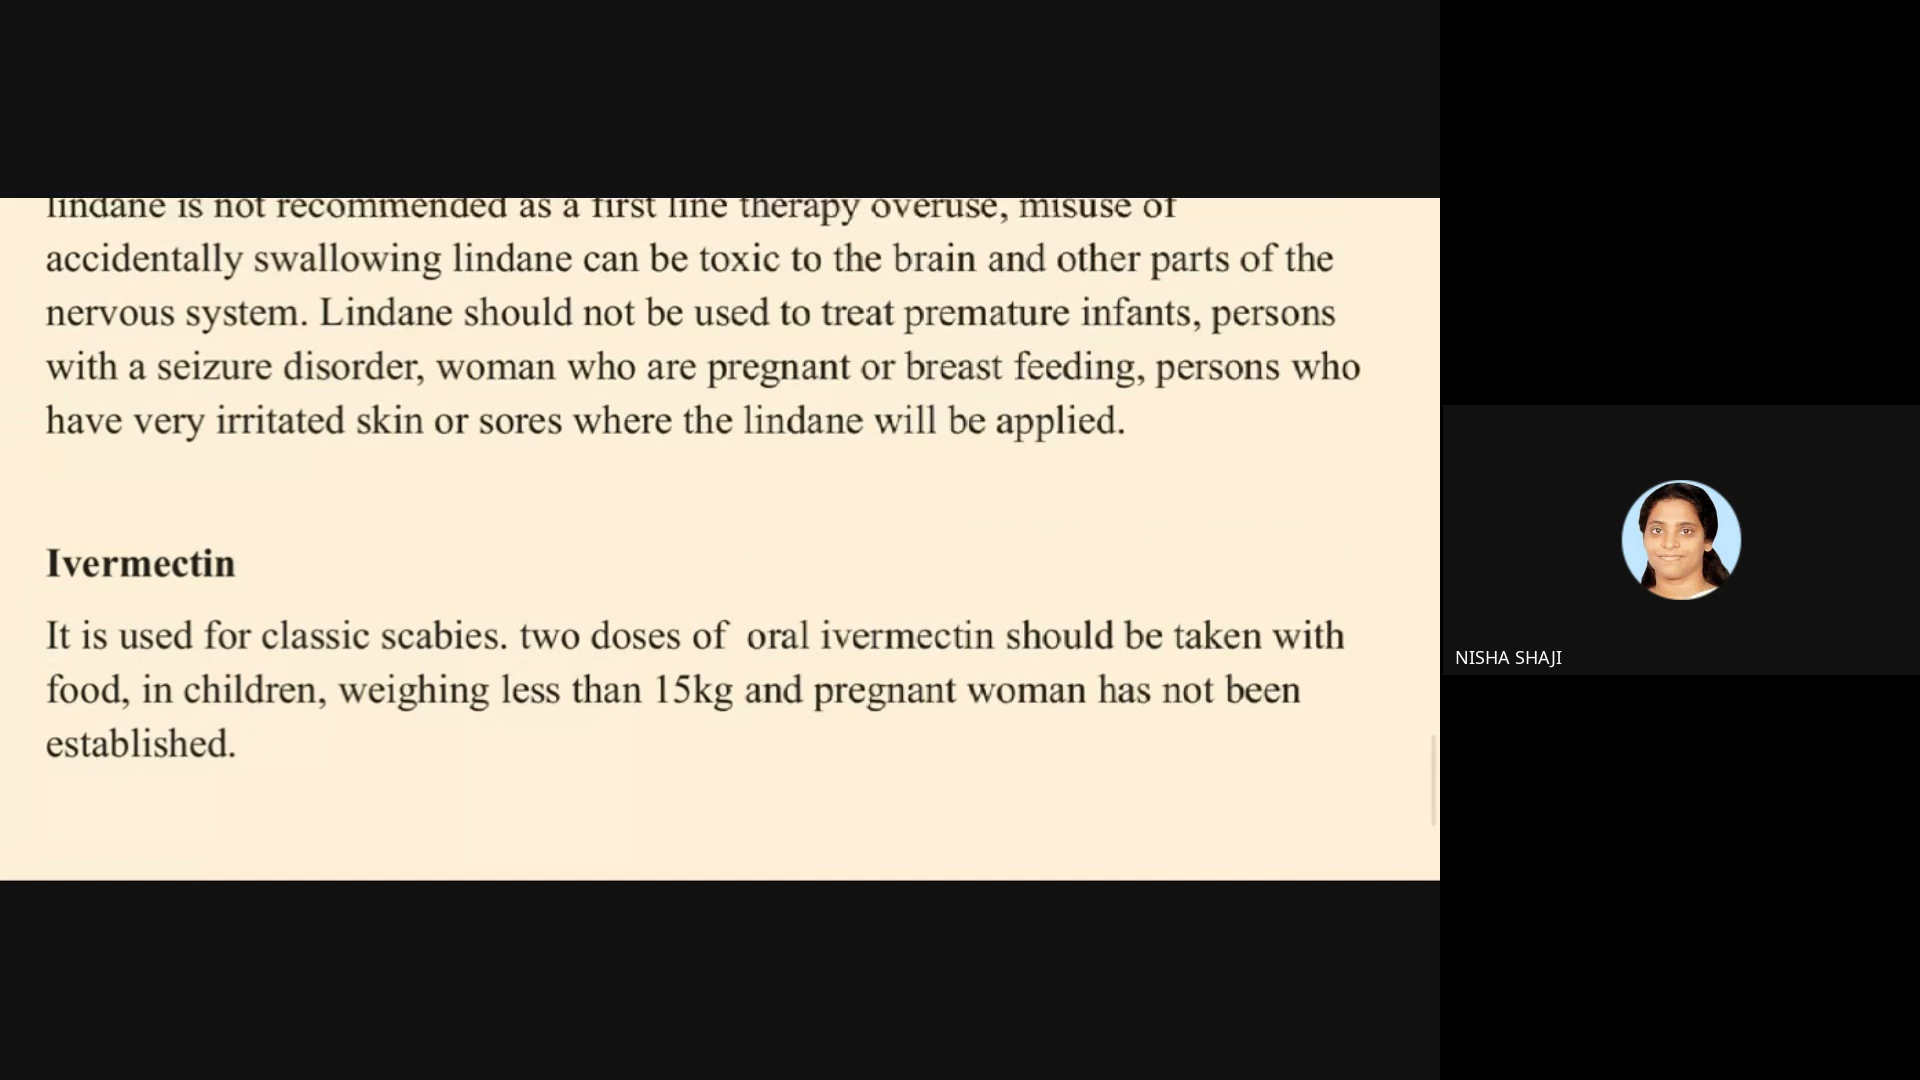 lindane is not recommended as a first line therapy overuse, misuse of
accidentally swallowing lindane can be toxic to the brain and other parts of the
nervous system. Lindane should not be used to treat premature infants, persons
with a seizure disorder, woman who are pregnant or breast feeding, persons who
have very irritated skin or sores where the lindane will be applied.
Ivermectin
It is used for classic scabies. two doses of  oral ivermectin should be taken with
food, in children, weighing less than 15kg and pregnant woman has not been
established.
NISHA SHAJI